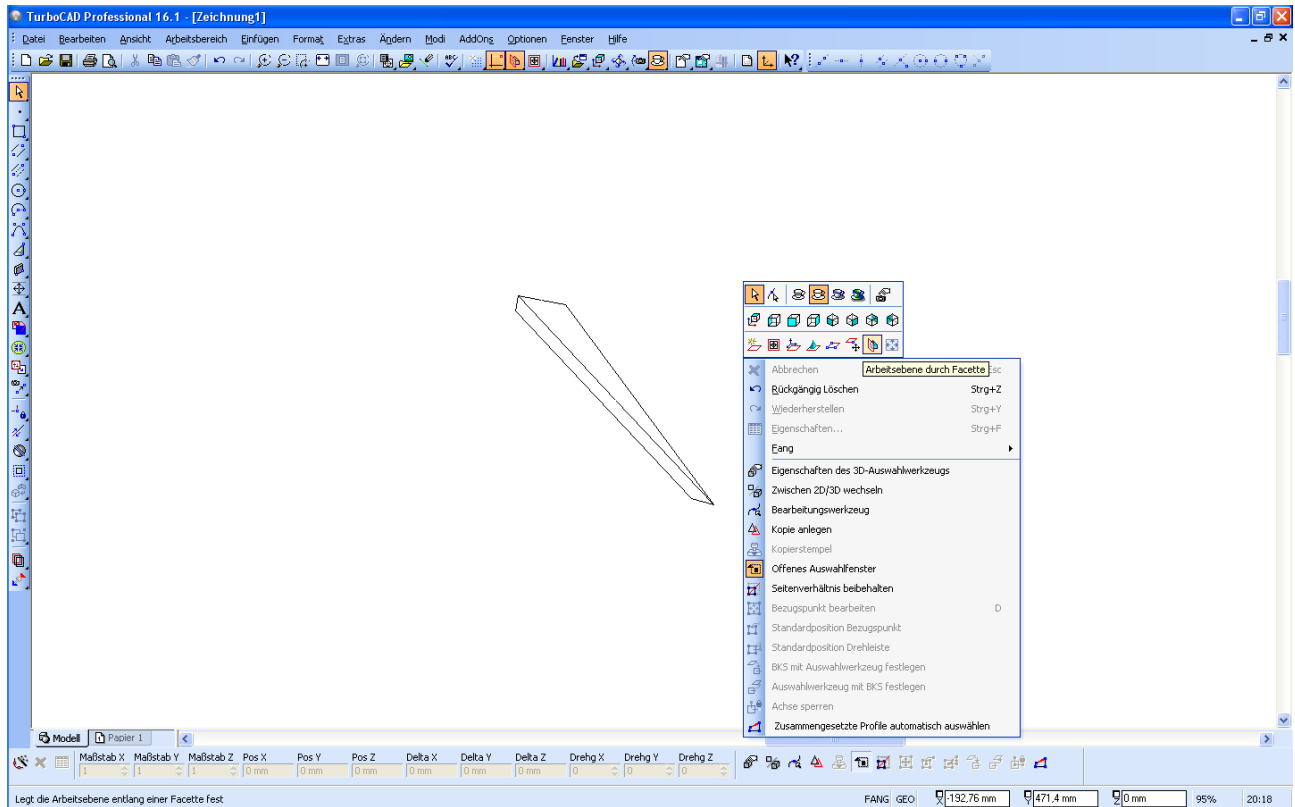 TurboCAD Professional 16.1 - [Zeichnung1]
Datei Bearbeiten Ansicht Arbeitsbereich Einfügen Format Extras Ändern Modi AddOns Optionen Fenster Hilfe
Abbrechen Arbeitsebene durch Facette Esc
Rückgängig Löschen Strg+Z
Wiederherstellen Strg+Y
Eigenschaften... Strg+F
Fang
Eigenschaften des 3D-Auswahlwerkzeugs
Zwischen 2D/3D wechseln
Bearbeitungswerkzeug
Kopie anlegen
Kopierstempel
Offenes Auswahlfenster
Seitenverhältnis beibehalten
Bezugspunkt bearbeiten D
Standardposition Bezugspunkt
Standardposition Drehleiste
BKS mit Auswahlwerkzeug festlegen
Auswahlwerkzeug mit BKS festlegen
Achse sperren
Zusammengesetzte Profile automatisch auswählen
Modell Papier 1
Maßstab X Maßstab Y Maßstab Z Pos X Pos Y Pos Z Delta X Delta Y Delta Z Drehg X Drehg Y Drehg Z
1 1 1 0 mm 0 mm 0 mm 0 mm 0 mm 0 mm 0 0 0
Legt die Arbeitsebene entlang einer Facette fest FANG GEO -192,76 mm 471,4 mm 0 mm 95% 20:18